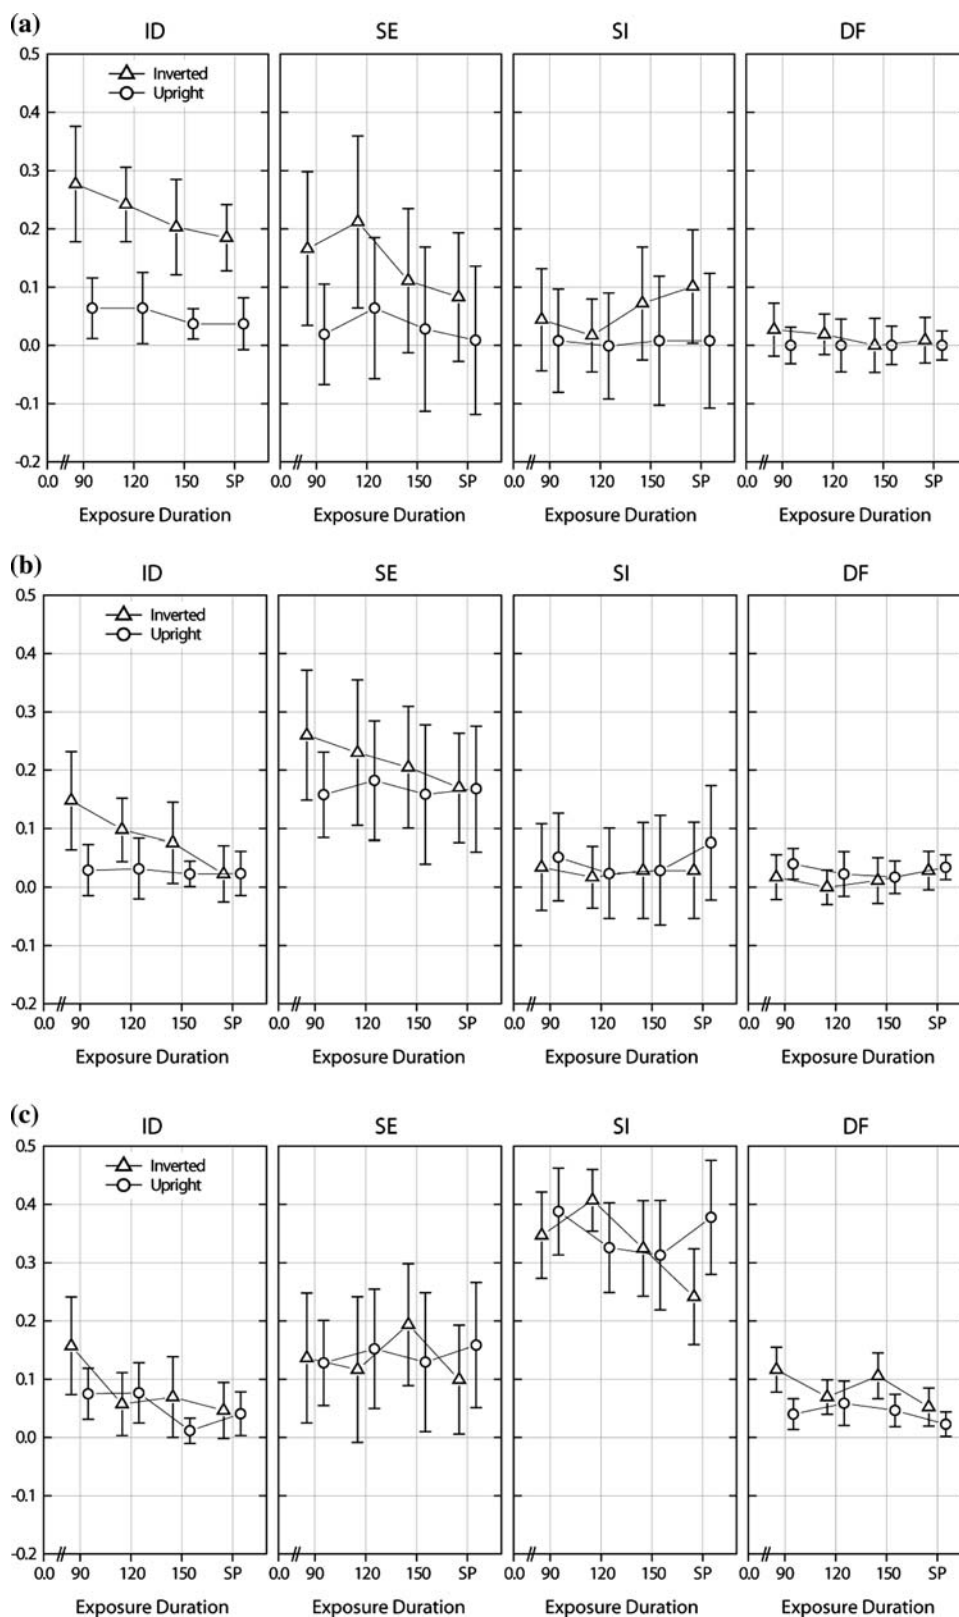 (a)
ID SE SI DF
0.5
Inverted
Upright
0.4
0.3
0.2
0.1
0.0
-0.1
-0.2
0.0 90 120 150 SP 0.0 90 120 150 SP 0.0 90 120 150 SP 0.0 90 120 150 SP
Exposure Duration Exposure Duration Exposure Duration Exposure Duration
(b)
ID SE SI DF
0.5
Inverted
Upright
0.4
0.3
0.2
0.1
0.0
-0.1
-0.2
0.0 90 120 150 SP 0.0 90 120 150 SP 0.0 90 120 150 SP 0.0 90 120 150 SP
Exposure Duration Exposure Duration Exposure Duration Exposure Duration
(c)
ID SE SI DF
0.5
Inverted
Upright
0.4
0.3
0.2
0.1
0.0
-0.1
-0.2
0.0 90 120 150 SP 0.0 90 120 150 SP 0.0 90 120 150 SP 0.0 90 120 150 SP
Exposure Duration Exposure Duration Exposure Duration Exposure Duration